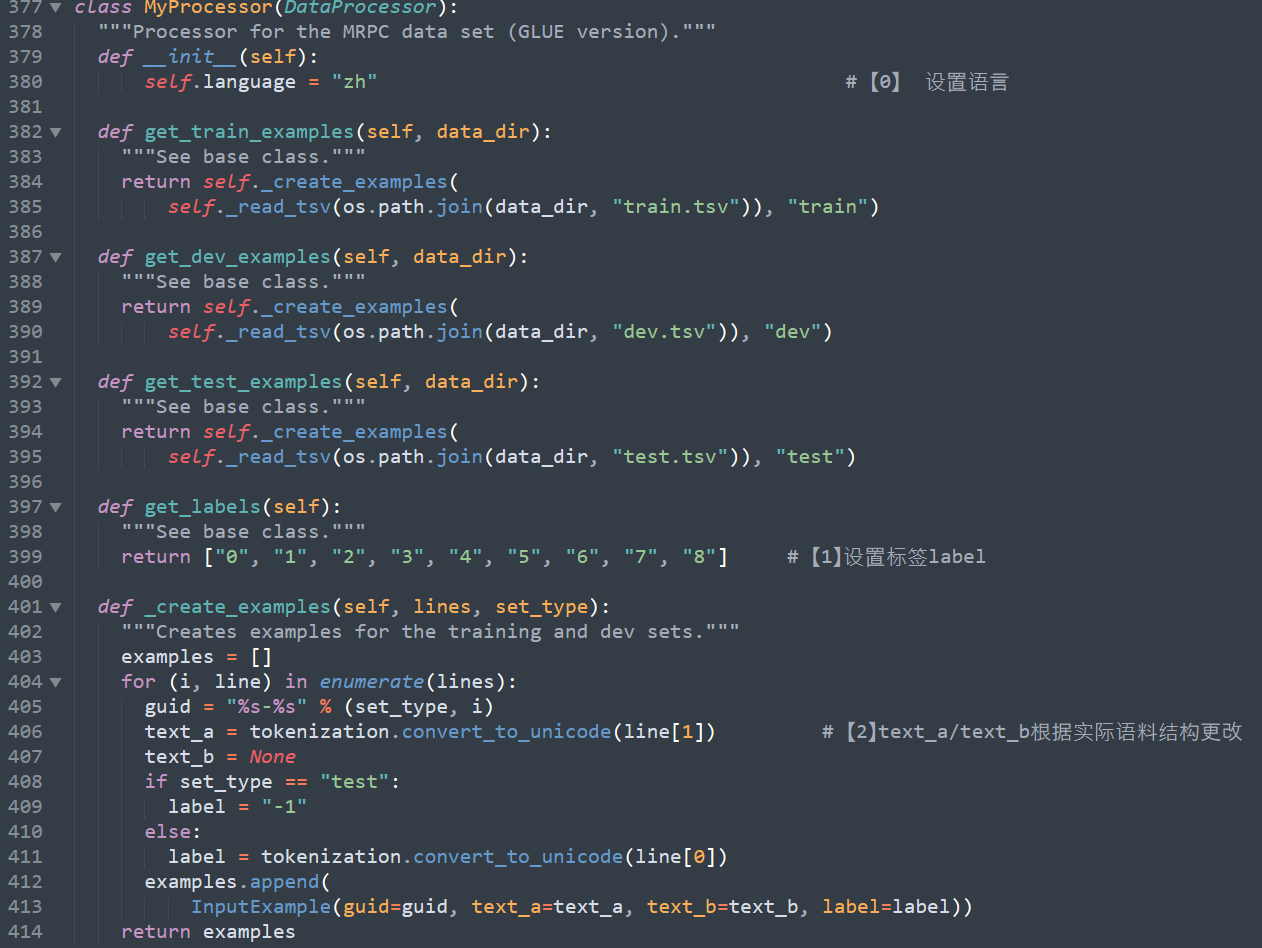 377 ▼ class MyProcessor(DataProcessor):
378 """Processor for the MRPC data set (GLUE version)."""
379 def __init__(self):
380 self.language = "zh" #【0】 设置语言
381
382 ▼ def get_train_examples(self, data_dir):
383 """See base class."""
384 return self._create_examples(
385 self._read_tsv(os.path.join(data_dir, "train.tsv")), "train")
386
387 ▼ def get_dev_examples(self, data_dir):
388 """See base class."""
389 return self._create_examples(
390 self._read_tsv(os.path.join(data_dir, "dev.tsv")), "dev")
391
392 ▼ def get_test_examples(self, data_dir):
393 """See base class."""
394 return self._create_examples(
395 self._read_tsv(os.path.join(data_dir, "test.tsv")), "test")
396
397 ▼ def get_labels(self):
398 """See base class."""
399 return ["0", "1", "2", "3", "4", "5", "6", "7", "8"] #【1】设置标签label
400
401 ▼ def _create_examples(self, lines, set_type):
402 """Creates examples for the training and dev sets."""
403 examples = []
404 ▼ for (i, line) in enumerate(lines):
405 guid = "%s-%s" % (set_type, i)
406 text_a = tokenization.convert_to_unicode(line[1]) #【2】text_a/text_b根据实际语料结构更改
407 text_b = None
408 if set_type == "test":
409 label = "-1"
410 else:
411 label = tokenization.convert_to_unicode(line[0])
412 examples.append(
413 InputExample(guid=guid, text_a=text_a, text_b=text_b, label=label))
414 return examples